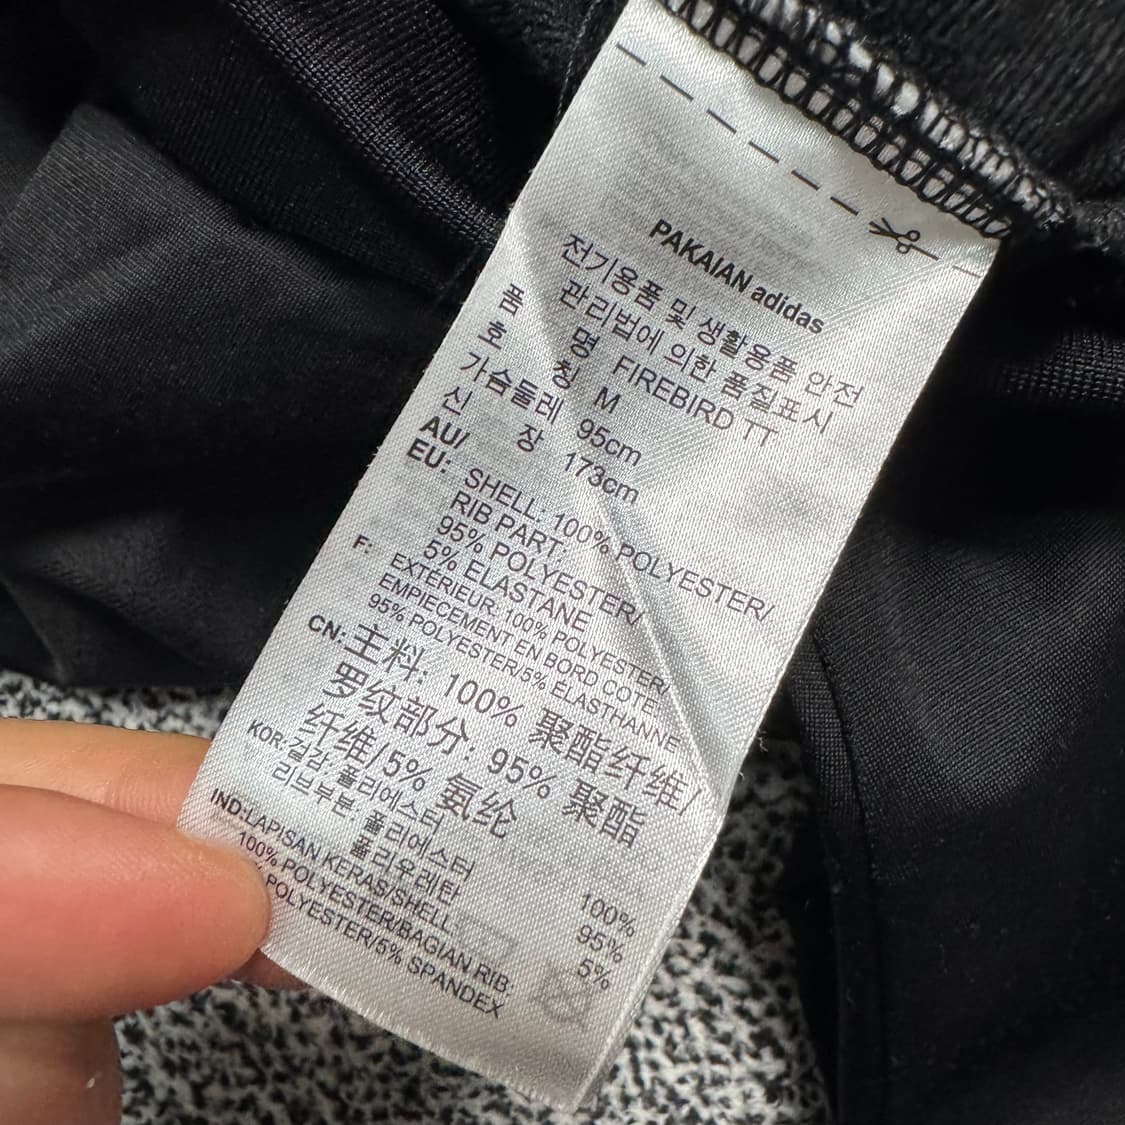 PAKAIAN adidas
전기용품 및 생활용품 안전
관리법에 의한 품질표시
품 명 FIREBIRD TT
호 칭 M
가슴둘레 95cm
신 장 173cm
AU/
EU: SHELL: 100% POLYESTER/
RIB PART:
95% POLYESTER/
5% ELASTANE
F: EXTERIEUR: 100% POLYESTER/
EMPIECEMENT EN BORD COTE:
95% POLYESTER/5% ELASTHANNE
CN: 主料: 100% 聚酯纤维/
罗纹部分: 95% 聚酯
纤维/5% 氨纶
KOR: 겉감: 폴리에스터 100%
리브부분: 폴리에스터 95%
폴리우레탄 5%
IND: LAPISAN KERAS/SHELL
100% POLYESTER/BAGIAN RIB:
% POLYESTER/5% SPANDEX